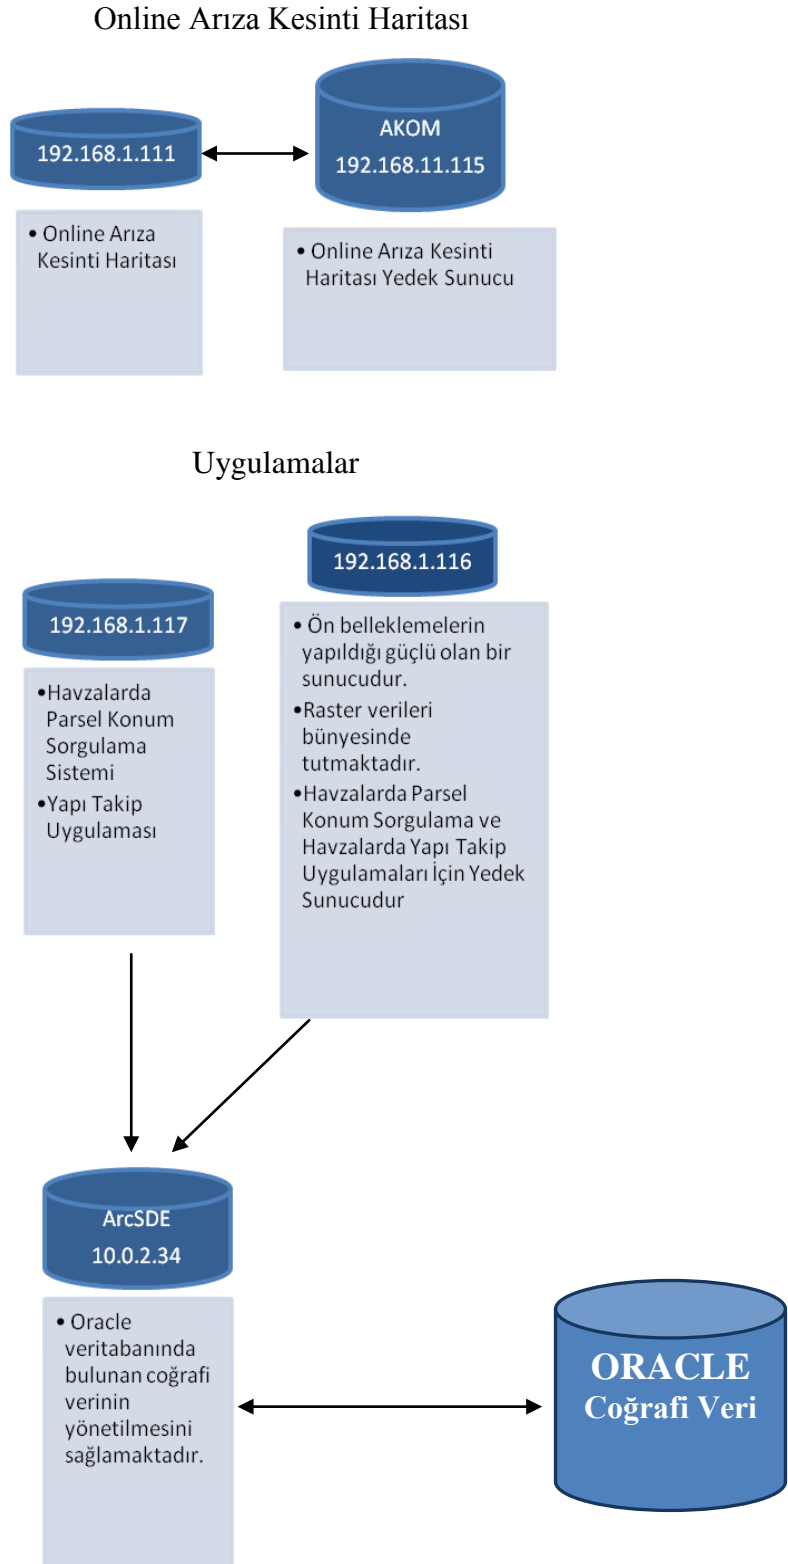 Online Arıza Kesinti Haritası
192.168.1.111
AKOM
192.168.11.115
• Online Arıza
Kesinti Haritası
• Online Arıza Kesinti
Haritası Yedek Sunucu
Uygulamalar
192.168.1.117
•Havzalarda
Parsel Konum
Sorgulama
Sistemi
•Yapı Takip
Uygulaması
192.168.1.116
• Ön belleklemelerin
yapıldığı güçlü olan bir
sunucudur.
•Raster verileri
bünyesinde
tutmaktadır.
•Havzalarda Parsel
Konum Sorgulama ve
Havzalarda Yapı Takip
Uygulamaları İçin Yedek
Sunucudur
ArcSDE
10.0.2.34
• Oracle
veritabanında
bulunan coğrafi
verinin
yönetilmesini
sağlamaktadır.
ORACLE
Coğrafi Veri